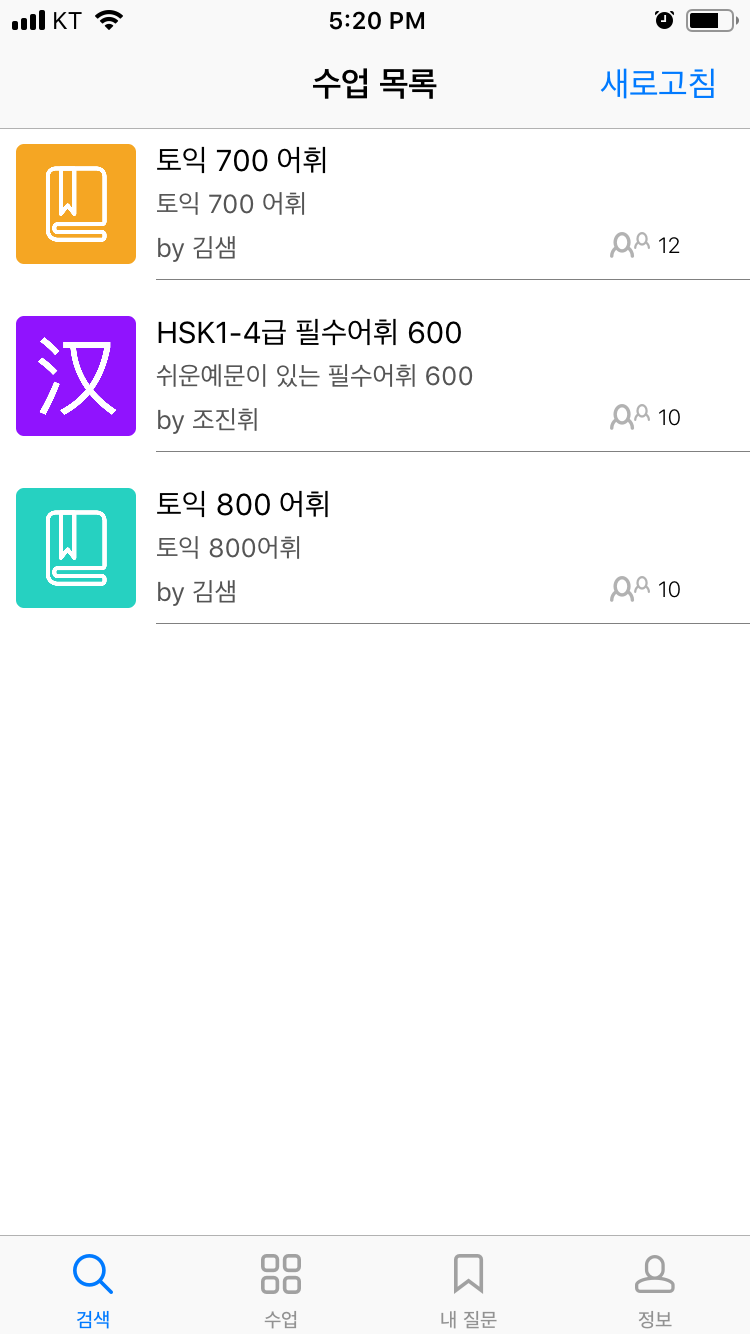 KT 5:20 PM
수업 목록 새로고침
토익 700 어휘
토익 700 어휘
by 김샘 12
汉
HSK1-4급 필수어휘 600
쉬운예문이 있는 필수어휘 600
by 조진휘 10
토익 800 어휘
토익 800어휘
by 김샘 10
검색 수업 내 질문 정보